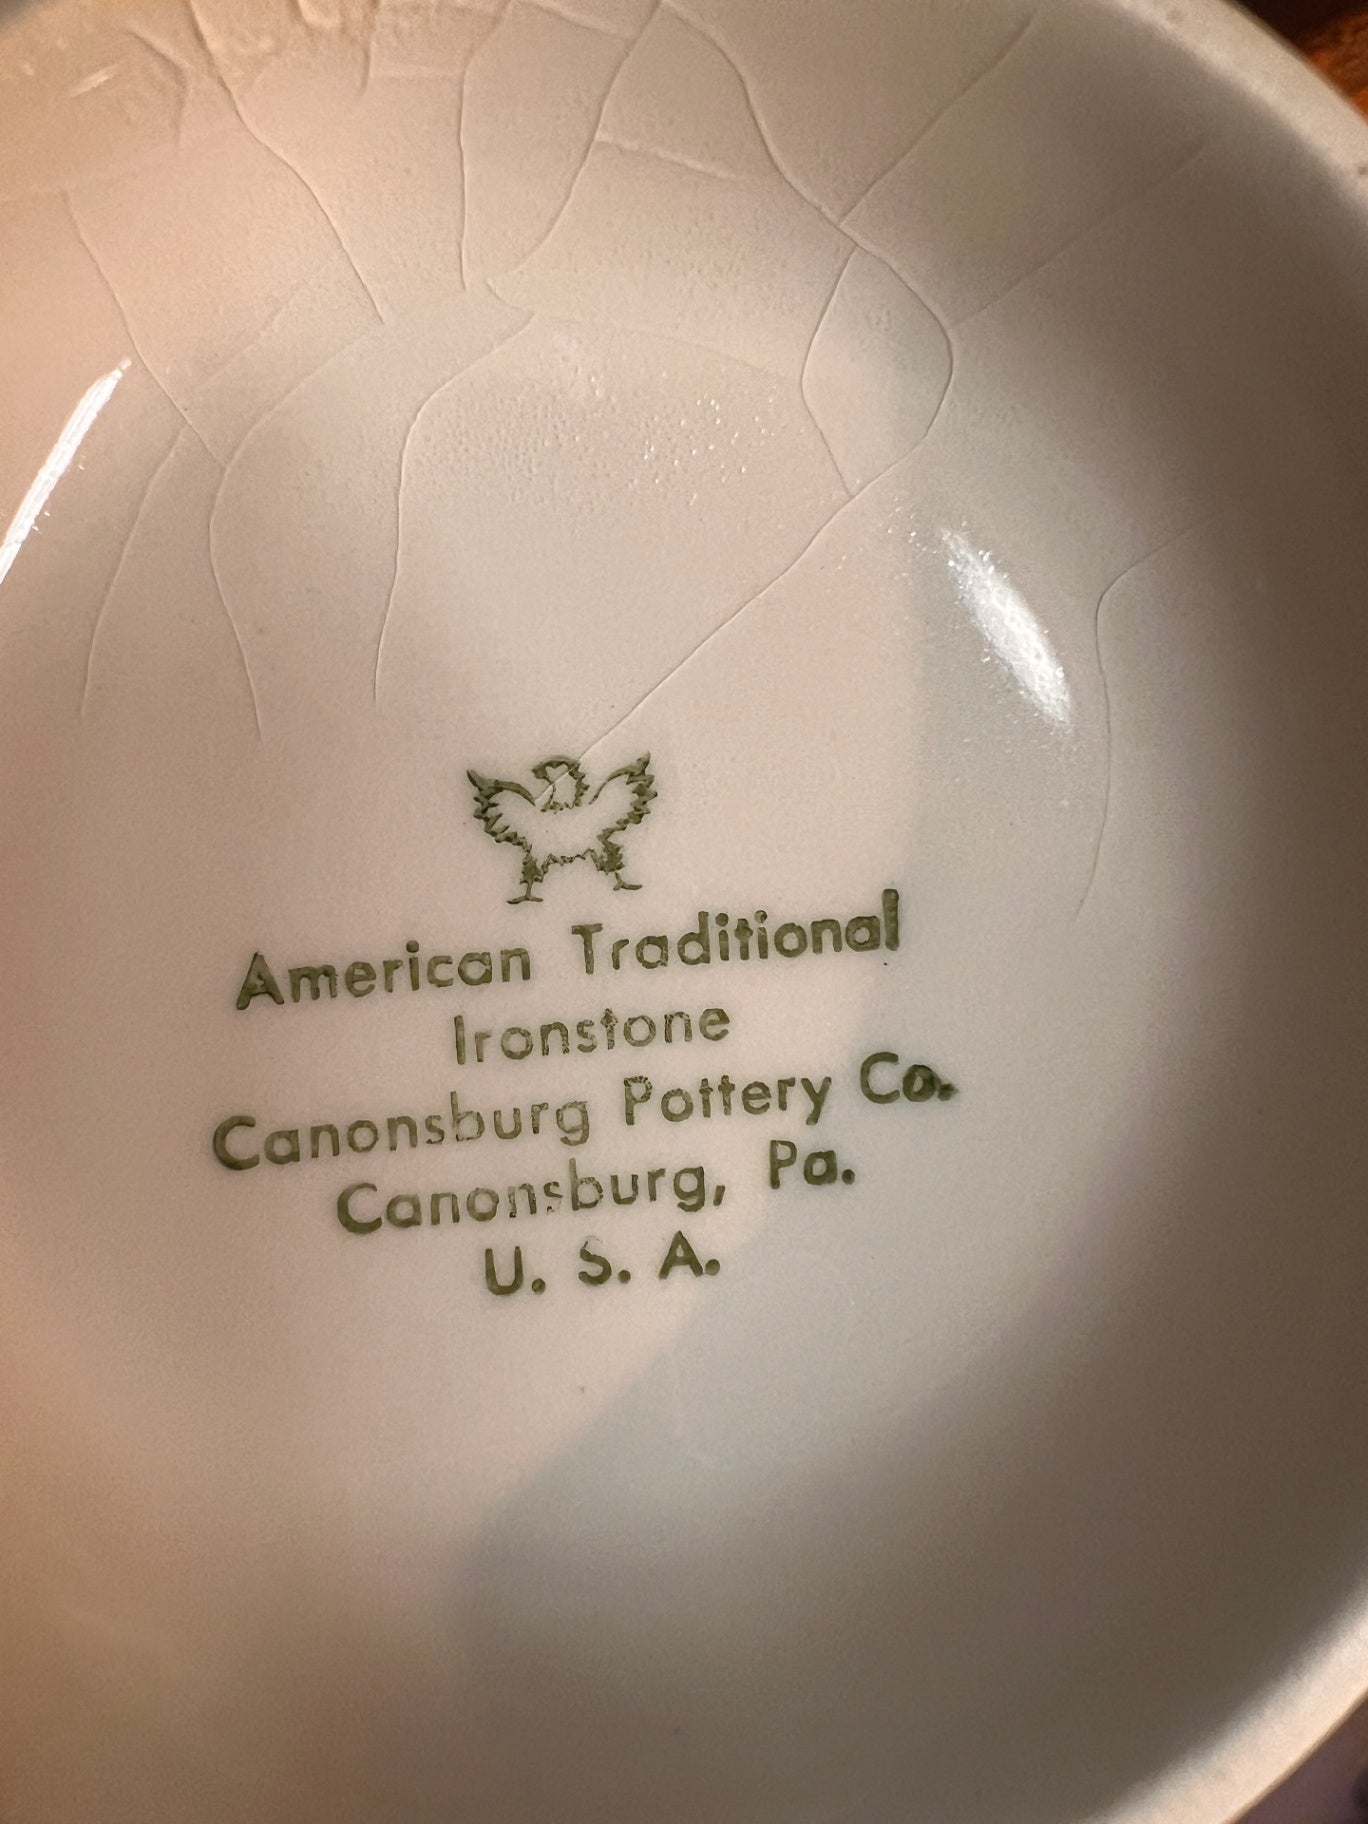 American Traditional
Ironstone
Canonsburg Pottery Co.
Canonsburg, Pa.
U. S. A.